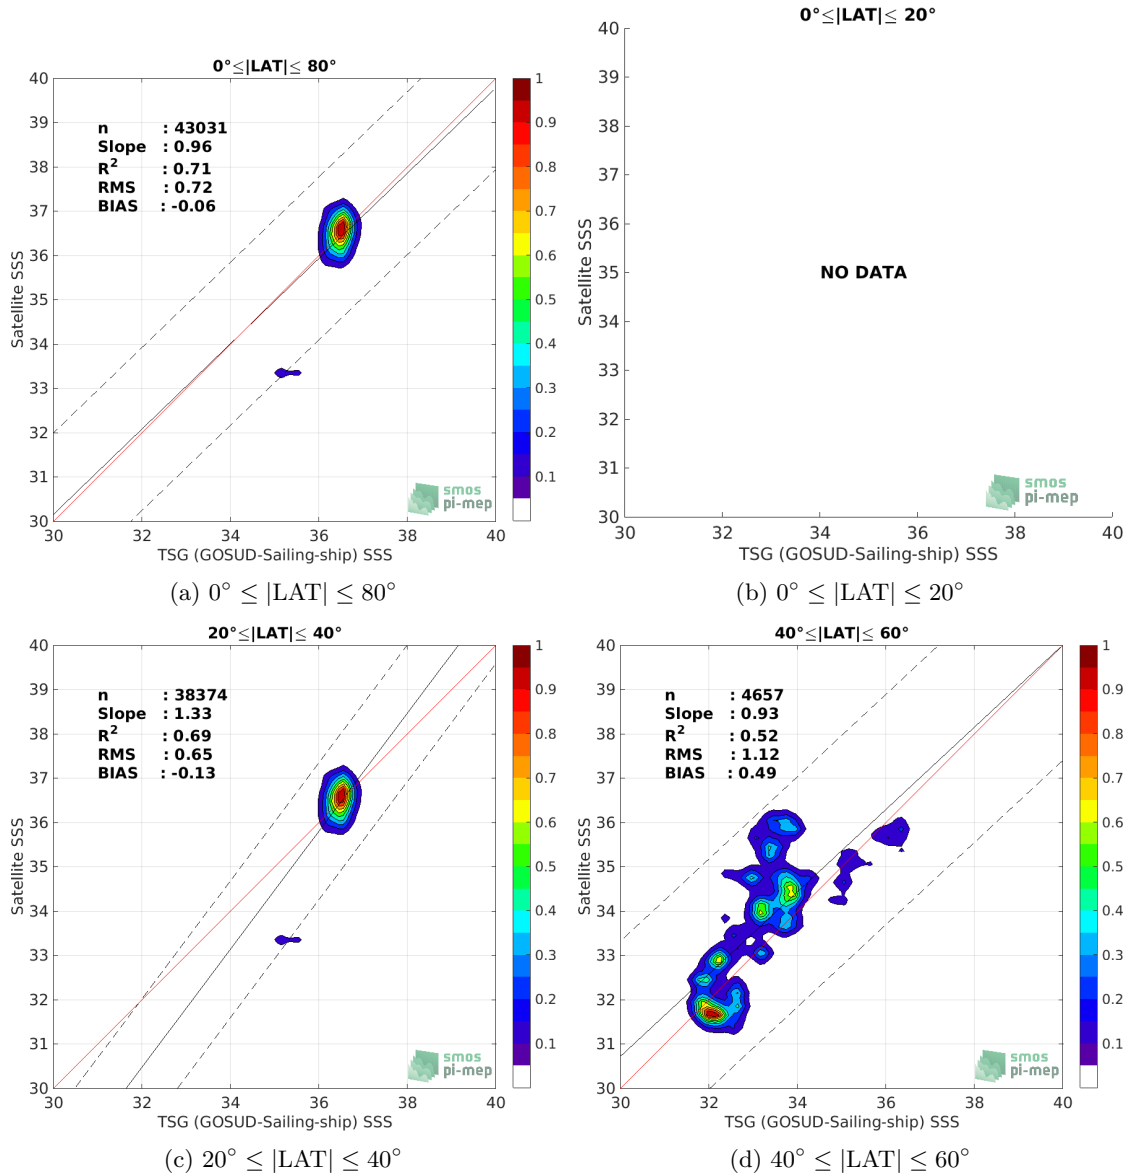 0°≤|LAT|≤ 80°
40
39
38
37
36
35
34
33
32
31
30
Satellite SSS
n : 43031
Slope : 0.96
R² : 0.71
RMS : 0.72
BIAS : -0.06
smos
pi-mep
30
32
34
36
38
40
TSG (GOSUD-Sailing-ship) SSS
1
0.9
0.8
0.7
0.6
0.5
0.4
0.3
0.2
0.1
(a) 0° ≤ |LAT| ≤ 80°
0°≤|LAT|≤ 20°
40
39
38
37
36
35
34
33
32
31
30
Satellite SSS
NO DATA
smos
pi-mep
30
32
34
36
38
40
TSG (GOSUD-Sailing-ship) SSS
(b) 0° ≤ |LAT| ≤ 20°
20°≤|LAT|≤ 40°
40
39
38
37
36
35
34
33
32
31
30
Satellite SSS
n : 38374
Slope : 1.33
R² : 0.69
RMS : 0.65
BIAS : -0.13
smos
pi-mep
30
32
34
36
38
40
TSG (GOSUD-Sailing-ship) SSS
1
0.9
0.8
0.7
0.6
0.5
0.4
0.3
0.2
0.1
(c) 20° ≤ |LAT| ≤ 40°
40°≤|LAT|≤ 60°
40
39
38
37
36
35
34
33
32
31
30
Satellite SSS
n : 4657
Slope : 0.93
R² : 0.52
RMS : 1.12
BIAS : 0.49
smos
pi-mep
30
32
34
36
38
40
TSG (GOSUD-Sailing-ship) SSS
1
0.9
0.8
0.7
0.6
0.5
0.4
0.3
0.2
0.1
(d) 40° ≤ |LAT| ≤ 60°